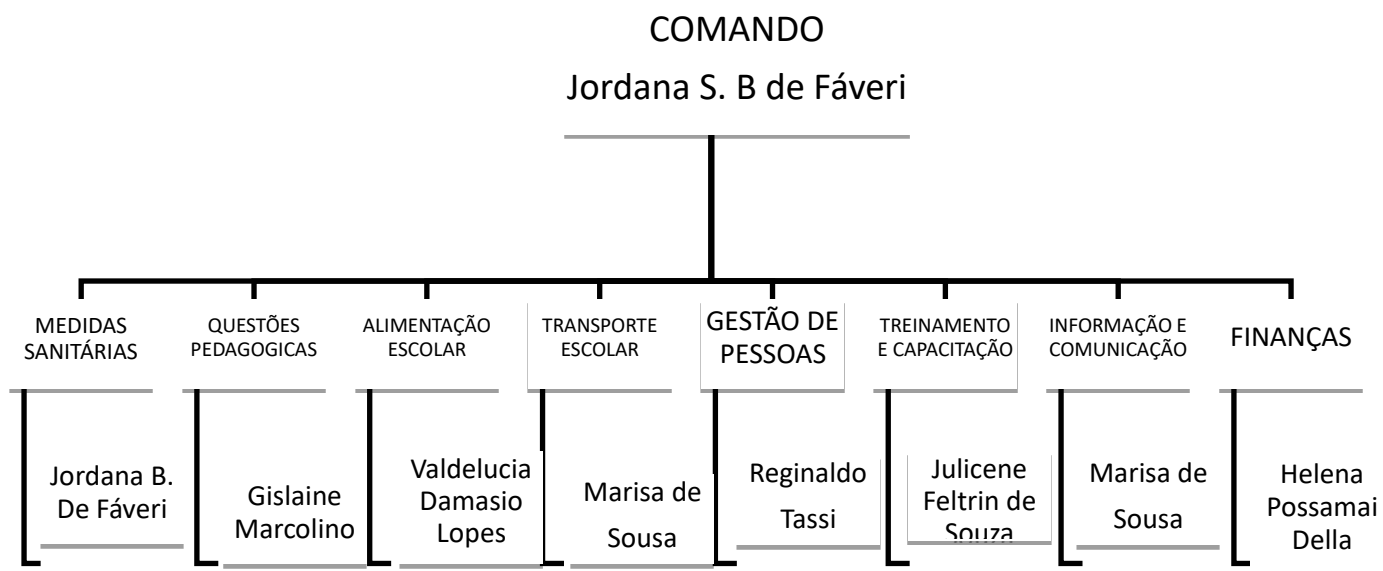 COMANDO
Jordana S. B de Fáveri
MEDIDAS
SANITÁRIAS
QUESTÕES
PEDAGOGICAS
ALIMENTAÇÃO
ESCOLAR
TRANSPORTE
ESCOLAR
GESTÃO DE
PESSOAS
TREINAMENTO
E CAPACITAÇÃO
INFORMAÇÃO E
COMUNICAÇÃO
FINANÇAS
Jordana B.
De Fáveri
Gislaine
Marcolino
Valdelucia
Damasio
Lopes
Marisa de
Sousa
Reginaldo
Tassi
Julicene
Feltrin de
Souza
Marisa de
Sousa
Helena
Possamai
Della